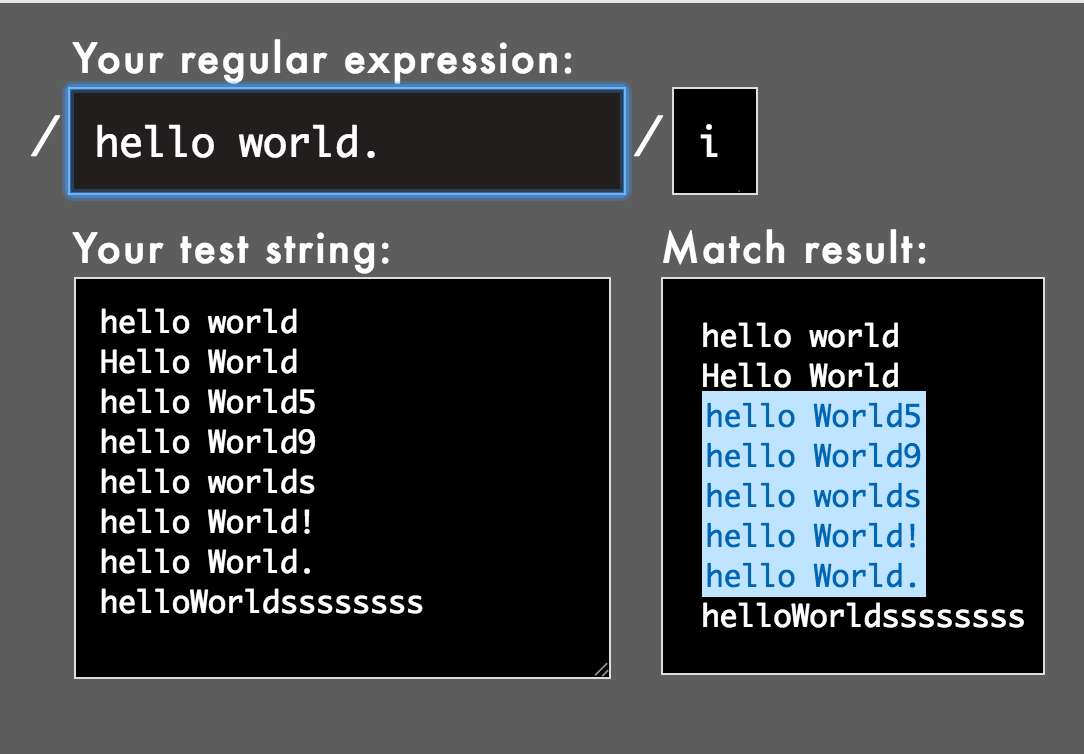 Your regular expression:
/ hello world. / i
Your test string:
hello world
Hello World
hello World5
hello World9
hello worlds
hello World!
hello World.
helloWorldssssssss
Match result:
hello world
Hello World
hello World5
hello World9
hello worlds
hello World!
hello World.
helloWorldssssssss